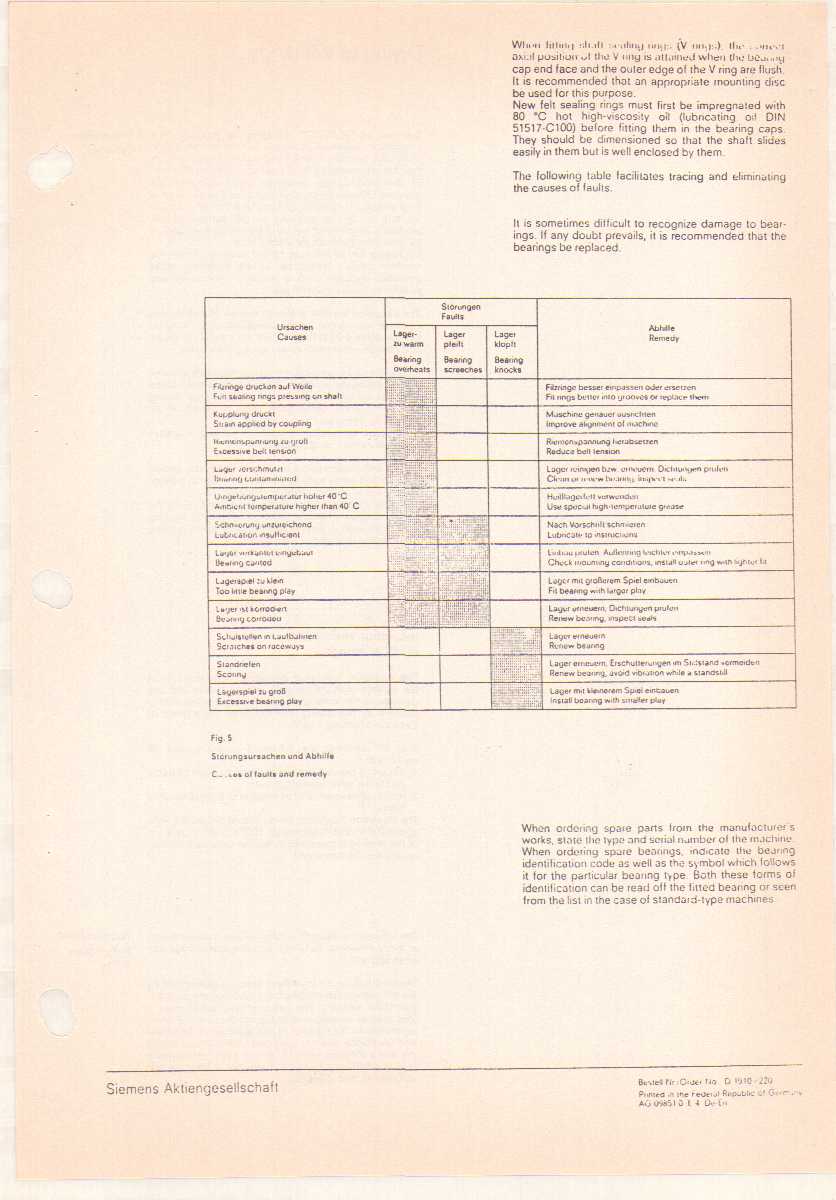 When fitting shaft sealing rings (V rings), the correct
axial position of the V ring is attained when the bearing
cap end face and the outer edge of the V ring are flush.
It is recommended that an appropriate mounting disc
be used for this purpose.
New felt sealing rings must first be impregnated with
80 °C hot high-viscosity oil (lubricating oil DIN
51517-C100) before fitting them in the bearing caps.
They should be dimensioned so that the shaft slides
easily in them but is well enclosed by them.
The following table facilitates tracing and eliminating
the causes of faults.
It is sometimes difficult to recognize damage to bear-
ings. If any doubt prevails, it is recommended that the
bearings be replaced.
Ursachen
Causes
Störungen
Faults
Lager-
zu warm
Bearing
overheats
Lager
pfeift
Bearing
screeches
Lager
klopft
Bearing
knocks
Abhilfe
Remedy
Filzringe drücken auf Welle
Felt sealing rings pressing on shaft
Filzringe besser einpassen oder ersetzen
Fit rings better into grooves or replace them
Kupplung drückt
Strain applied by coupling
Maschine genauer ausrichten
Improve alignment of machine
Riemenspannung zu groß
Excessive belt tension
Riemenspannung herabsetzen
Reduce belt tension
Lager verschmutzt
Bearing contaminated
Lager reinigen bzw. erneuern. Dichtungen prüfen
Clean or renew bearing, inspect seals
Umgebungstemperatur höher 40 °C
Ambient temperature higher than 40 °C
Heißlagerfett verwenden
Use special high-temperature grease
Schmierung unzureichend
Lubrication insufficient
Nach Vorschrift schmieren
Lubricate to instructions
Lager verkantet eingebaut
Bearing canted
Einbau prüfen. Außenring leichter einpassen
Check mounting conditions, install outer ring with lighter fit
Lagerspiel zu klein
Too little bearing play
Lager mit größerem Spiel einbauen
Fit bearing with larger play
Lager ist korrodiert
Bearing corroded
Lager erneuern, Dichtungen prüfen
Renew bearing, inspect seals
in Laufbahnen
Scratches on raceways
Lager erneuern
Renew bearing
Standriefen
Scoring
Lager erneuern, Erschütterungen im Stillstand vermeiden
Renew bearing, avoid vibration while a standstill
Lagerspiel zu groß
Excessive bearing play
Lager mit kleinerem Spiel einbauen
Install bearing with smaller play
Fig. 5
Störungsursachen und Abhilfe
of faults and remedy
When ordering spare parts from the manufacturer's
works, state the type and serial number of the machine.
When ordering spare bearings, indicate the bearing
identification code as well as the symbol which follows
it for the particular bearing type. Both these forms of
identification can be read off the fitted bearing or seen
from the list in the case of standard-type machines.
Siemens Aktiengesellschaft
Bestell Nr./Order No. D 1910/220
Printed in the Federal Republic of Germany
AG 0985 De-En